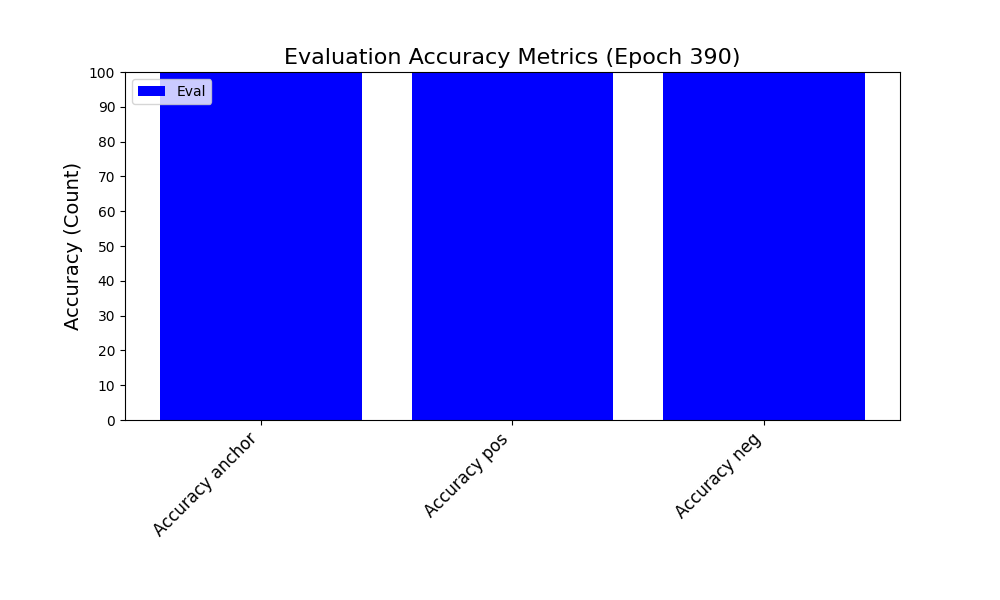 Evaluation Accuracy Metrics (Epoch 390)
Eval
Accuracy (Count)
100
90
80
70
60
50
40
30
20
10
0
Accuracy anchor
Accuracy pos
Accuracy neg